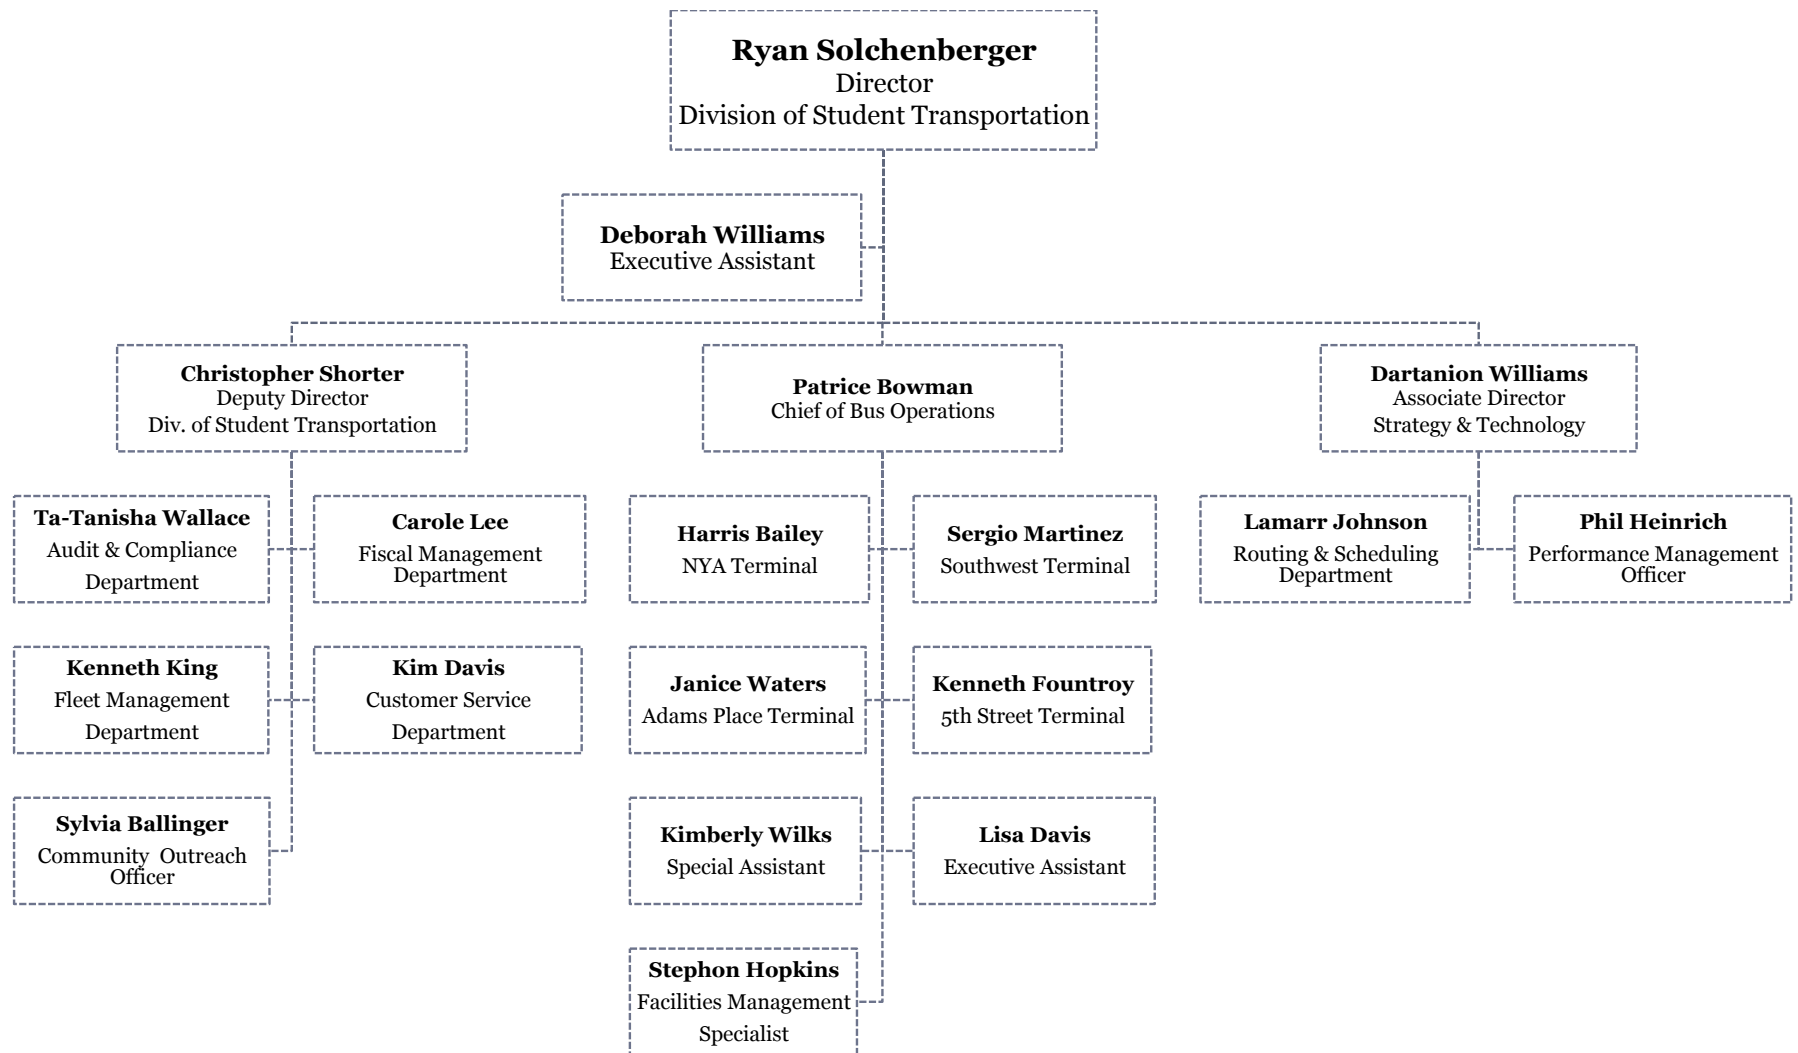 Ryan Solchenberger
Director
Division of Student Transportation
Deborah Williams
Executive Assistant
Christopher Shorter
Deputy Director
Div. of Student Transportation
Patrice Bowman
Chief of Bus Operations
Dartanion Williams
Associate Director
Strategy & Technology
Ta-Tanisha Wallace
Audit & Compliance
Department
Carole Lee
Fiscal Management
Department
Harris Bailey
NYA Terminal
Sergio Martinez
Southwest Terminal
Lamarr Johnson
Routing & Scheduling
Department
Phil Heinrich
Performance Management
Officer
Kenneth King
Fleet Management
Department
Kim Davis
Customer Service
Department
Janice Waters
Adams Place Terminal
Kenneth Fountroy
5th Street Terminal
Sylvia Ballinger
Community Outreach
Officer
Kimberly Wilks
Special Assistant
Lisa Davis
Executive Assistant
Stephon Hopkins
Facilities Management
Specialist